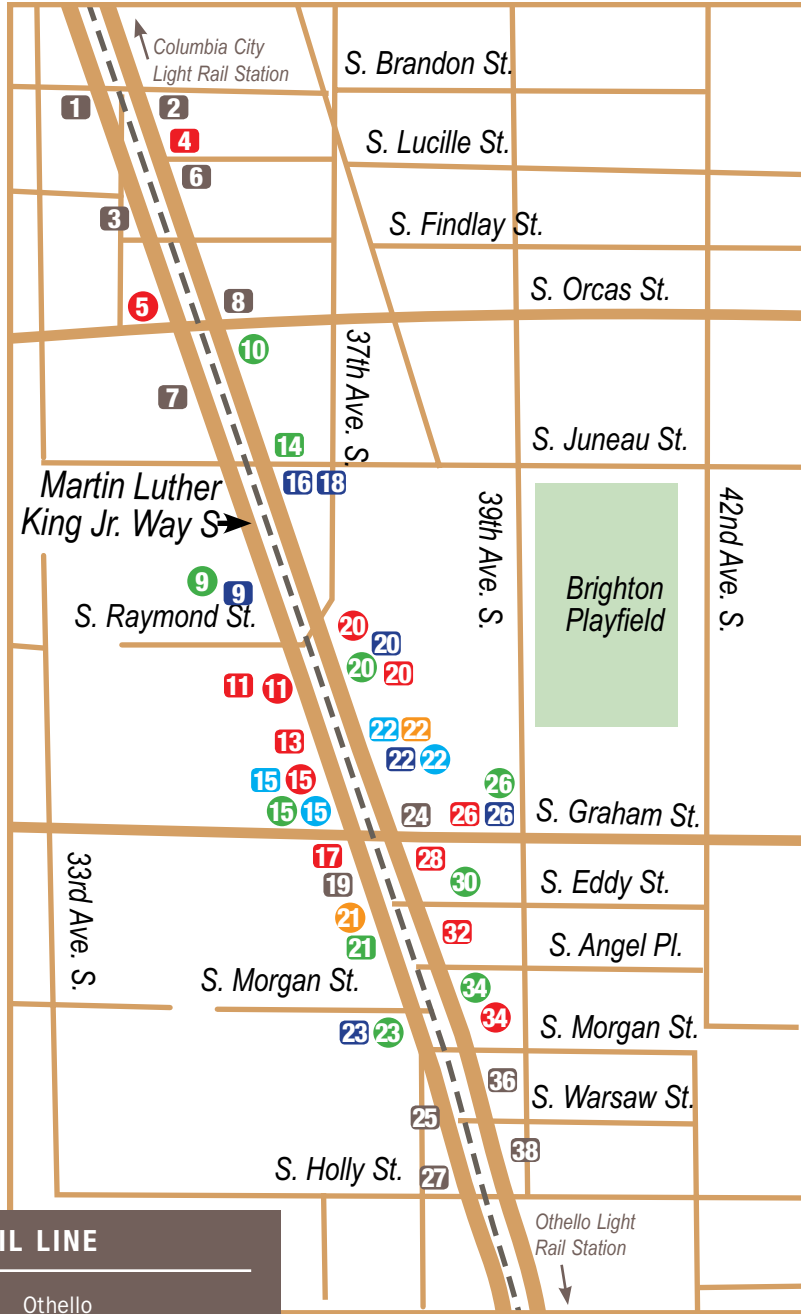 Columbia City
Light Rail Station
S. Brandon St.
1
2
4
S. Lucille St.
6
3
S. Findlay St.
S. Orcas St.
5
8
10
37th Ave. S.
7
14
S. Juneau St.
16 18
Martin Luther
King Jr. Way S
39th Ave. S.
42nd Ave. S.
Brighton
Playfield
9
9
S. Raymond St.
20
20
20
20
11 11
22 22
22 22
13
15 15
15 15
26
24 26 26
S. Graham St.
17
19
28
30
33rd Ave. S.
S. Eddy St.
21
21
32
S. Angel Pl.
S. Morgan St.
34
34
S. Morgan St.
23 23
36
S. Warsaw St.
25
38
S. Holly St.
27
Othello Light
Rail Station
IL LINE
Othello